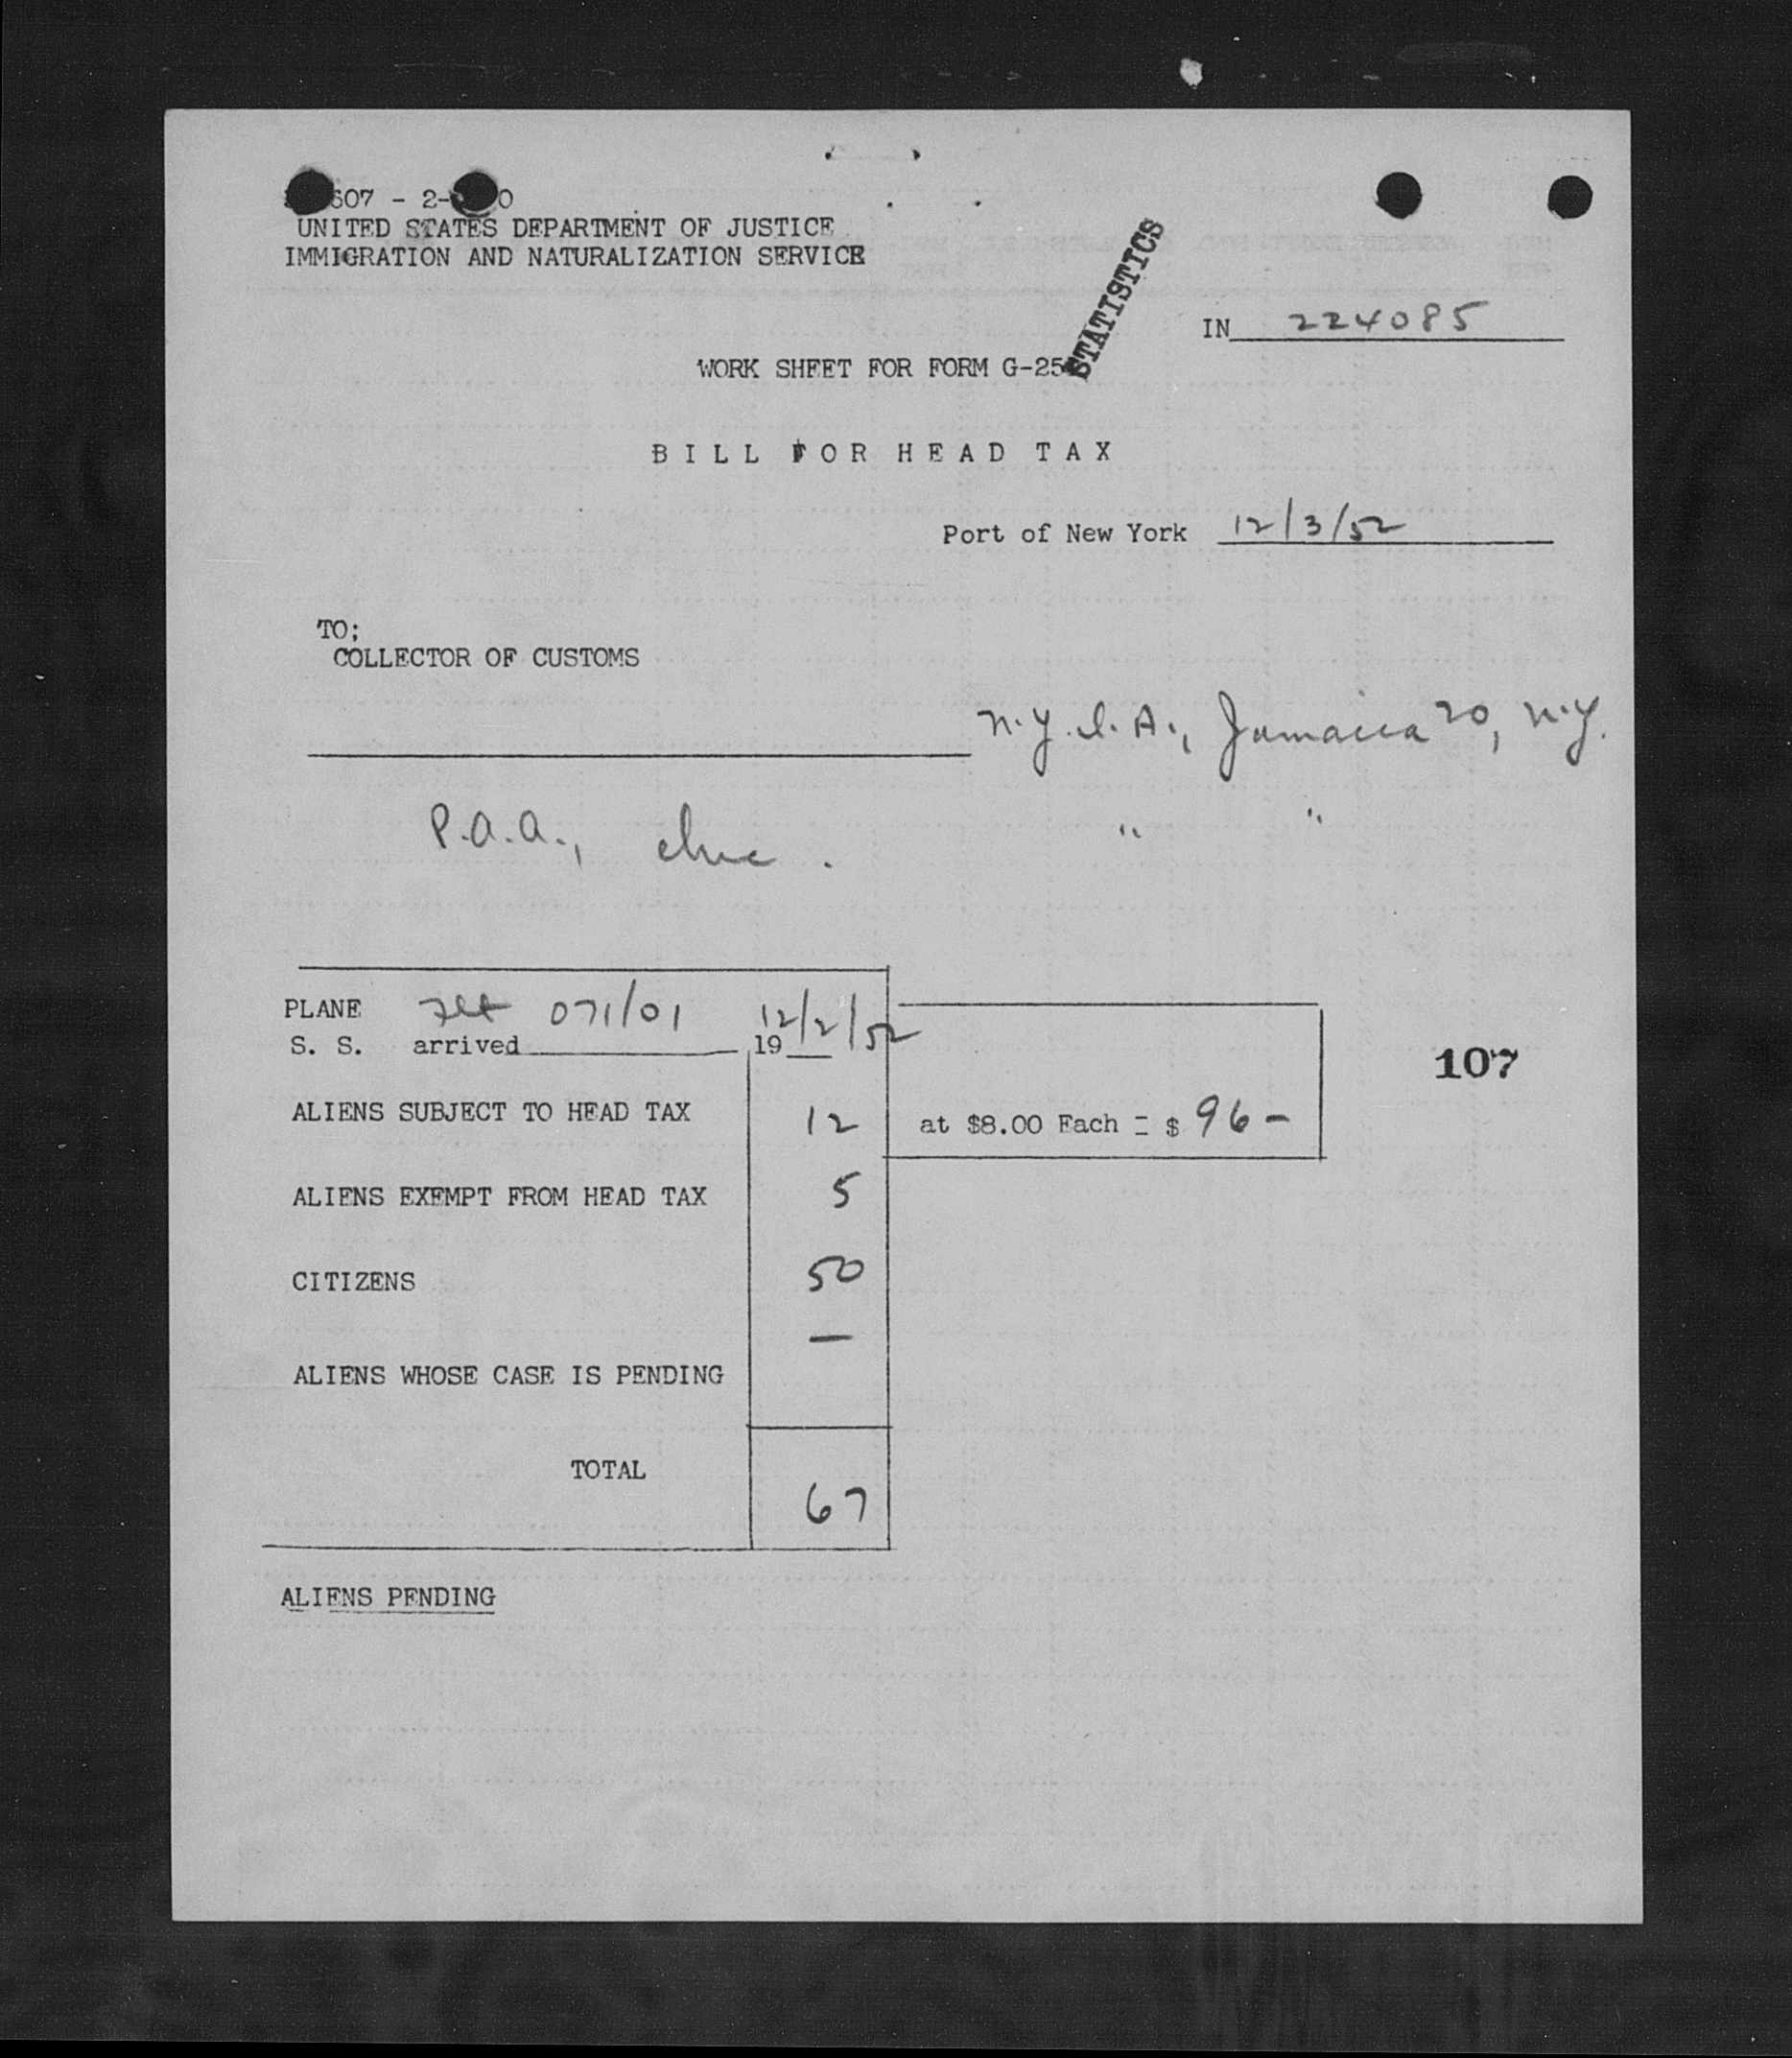 607 - 2- 0
UNITED STATES DEPARTMENT OF JUSTICE
IMMIGRATION AND NATURALIZATION SERVICE
STATISTICS
IN 224085
WORK SHEET FOR FORM G-25
BILL FOR HEAD TAX
Port of New York 12/3/52
TO;
COLLECTOR OF CUSTOMS
N.Y.I.A., Jamaica 20, N.Y.
P.A.A., Inc. " "
PLANE Flt 071/01 12/2/52
S. S. arrived 19
107
ALIENS SUBJECT TO HEAD TAX 12 at $8.00 Each = $ 96 -
ALIENS EXEMPT FROM HEAD TAX 5
CITIZENS 50
ALIENS WHOSE CASE IS PENDING —
TOTAL 67
ALIENS PENDING